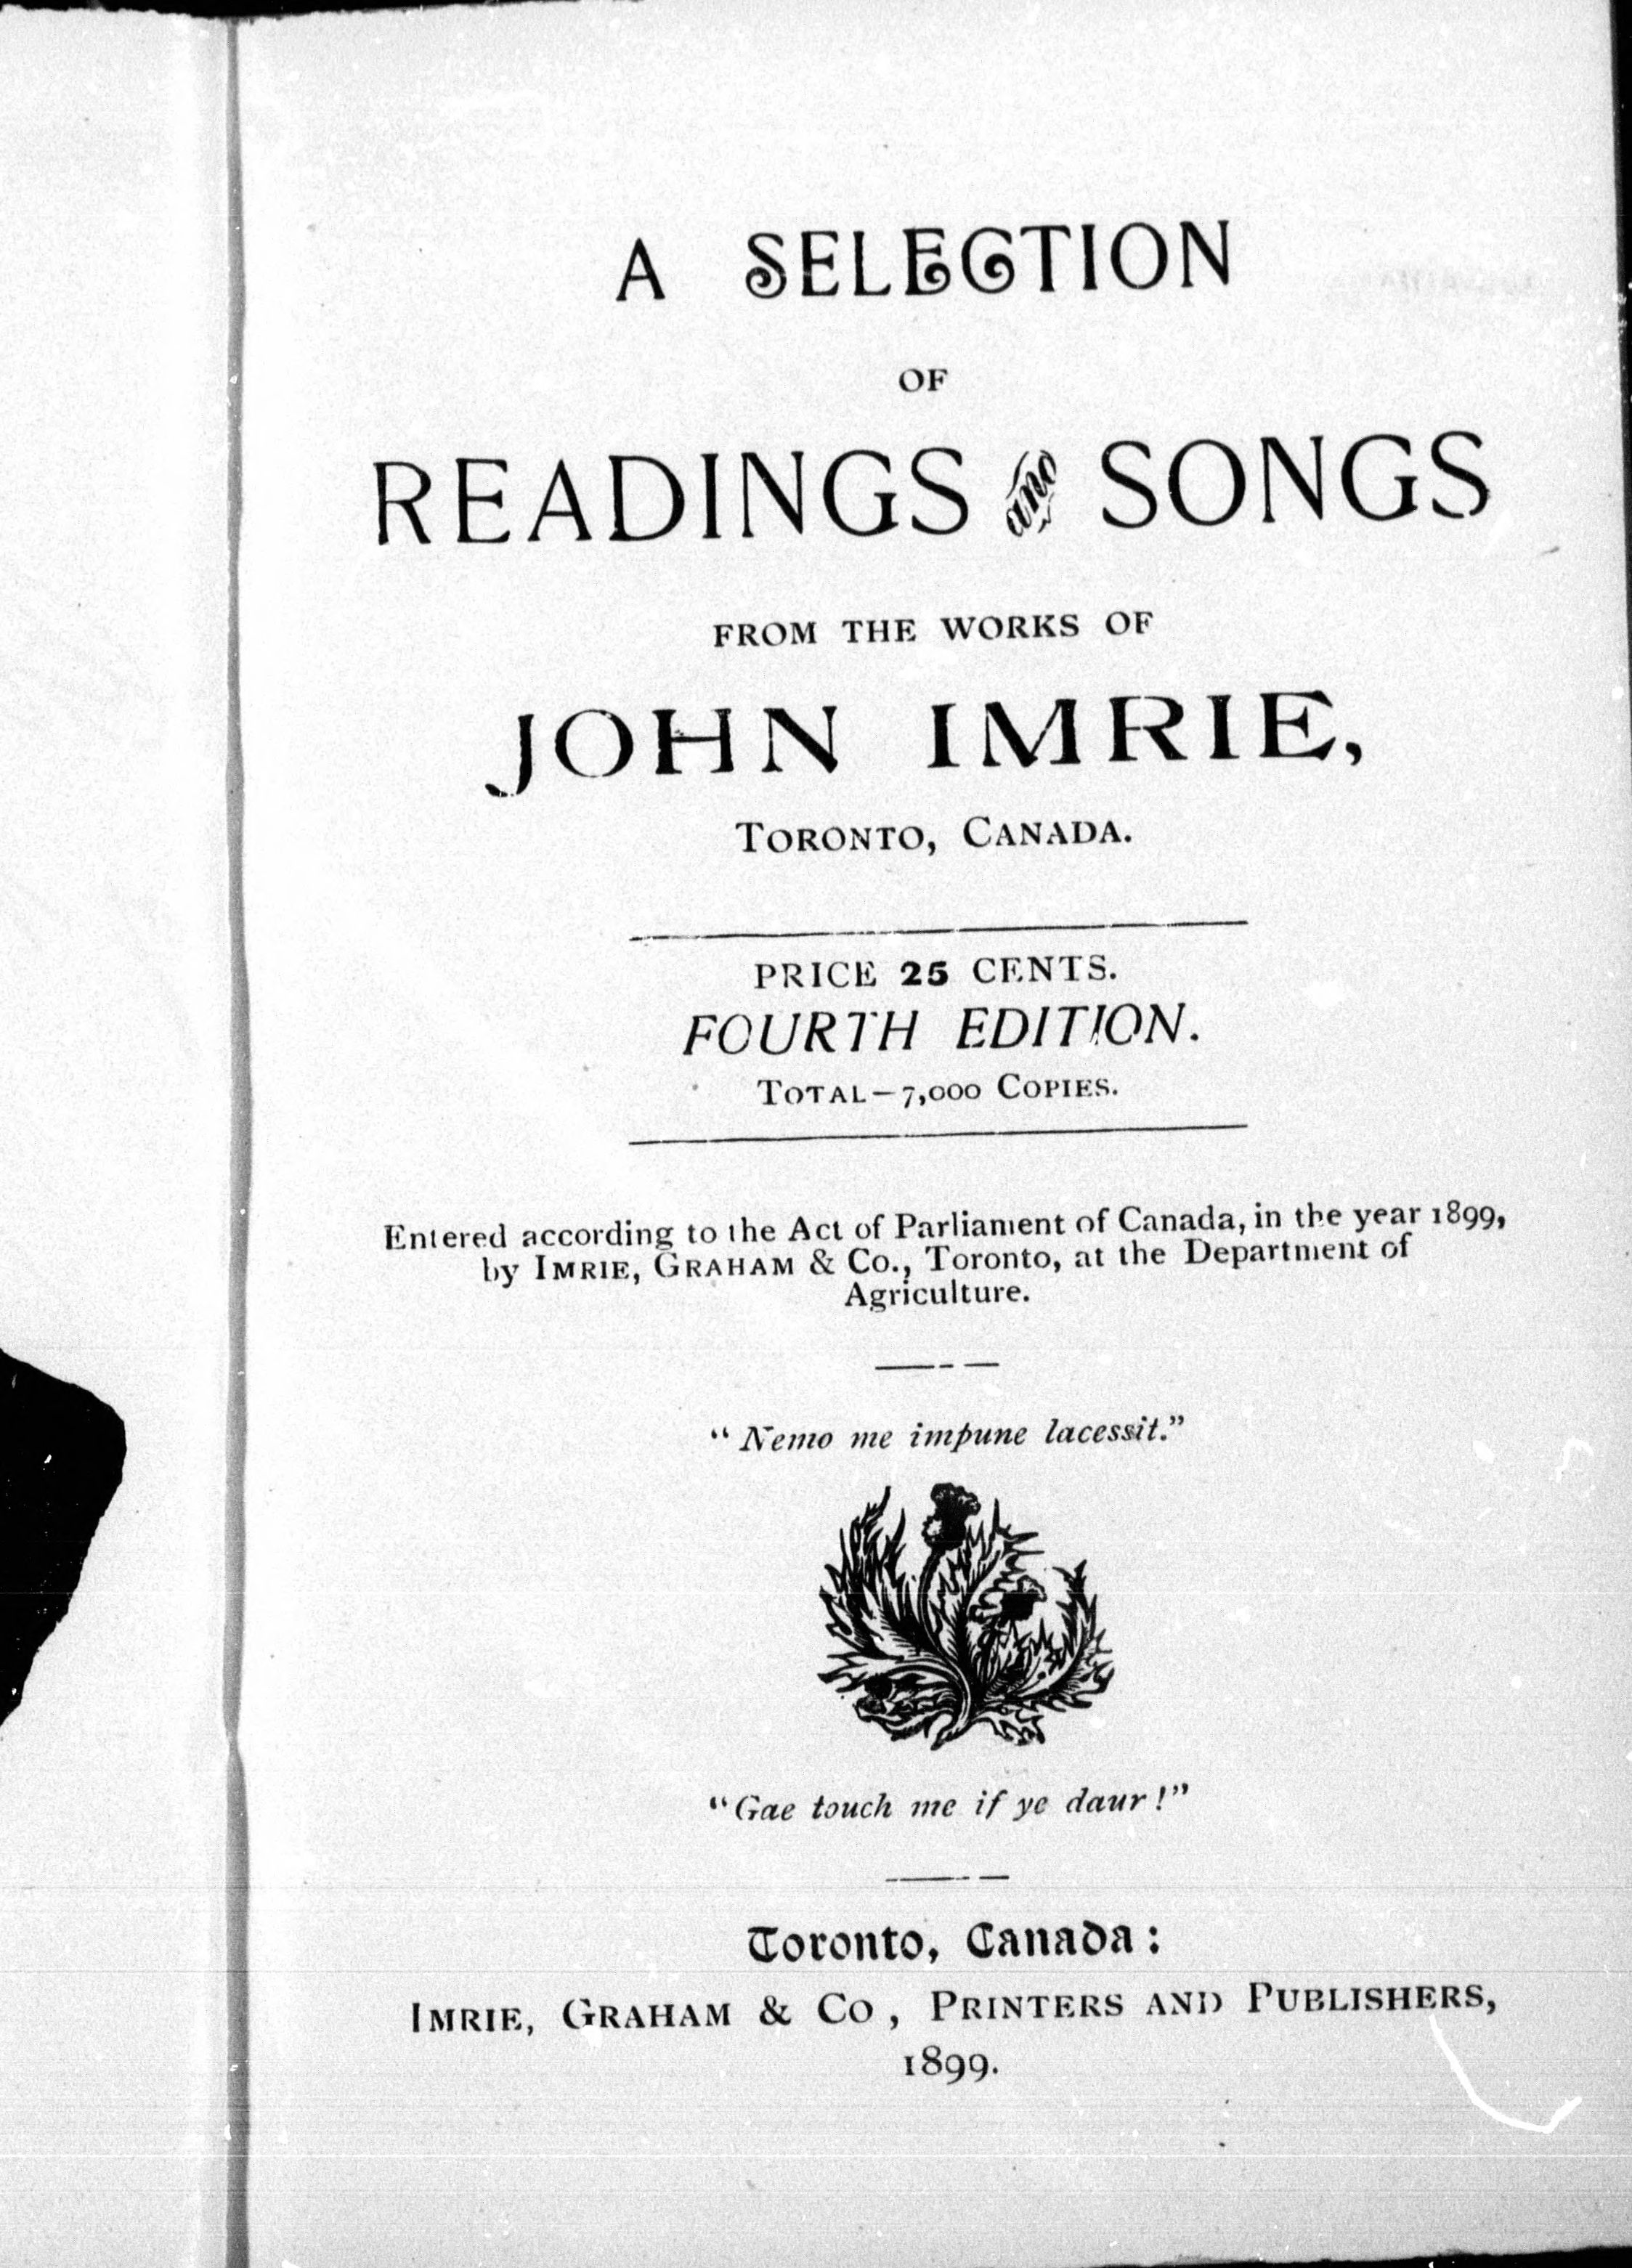 A SELECTION
OF
READINGS and SONGS
FROM THE WORKS OF
JOHN IMRIE,
TORONTO, CANADA.
PRICE 25 CENTS.
FOURTH EDITION.
TOTAL—7,000 COPIES.
Entered according to the Act of Parliament of Canada, in the year 1899,
by IMRIE, GRAHAM & Co., Toronto, at the Department of
Agriculture.
"Nemo me impune lacessit."
"Gae touch me if ye daur!"
Toronto, Canada:
IMRIE, GRAHAM & CO, PRINTERS AND PUBLISHERS,
1899.